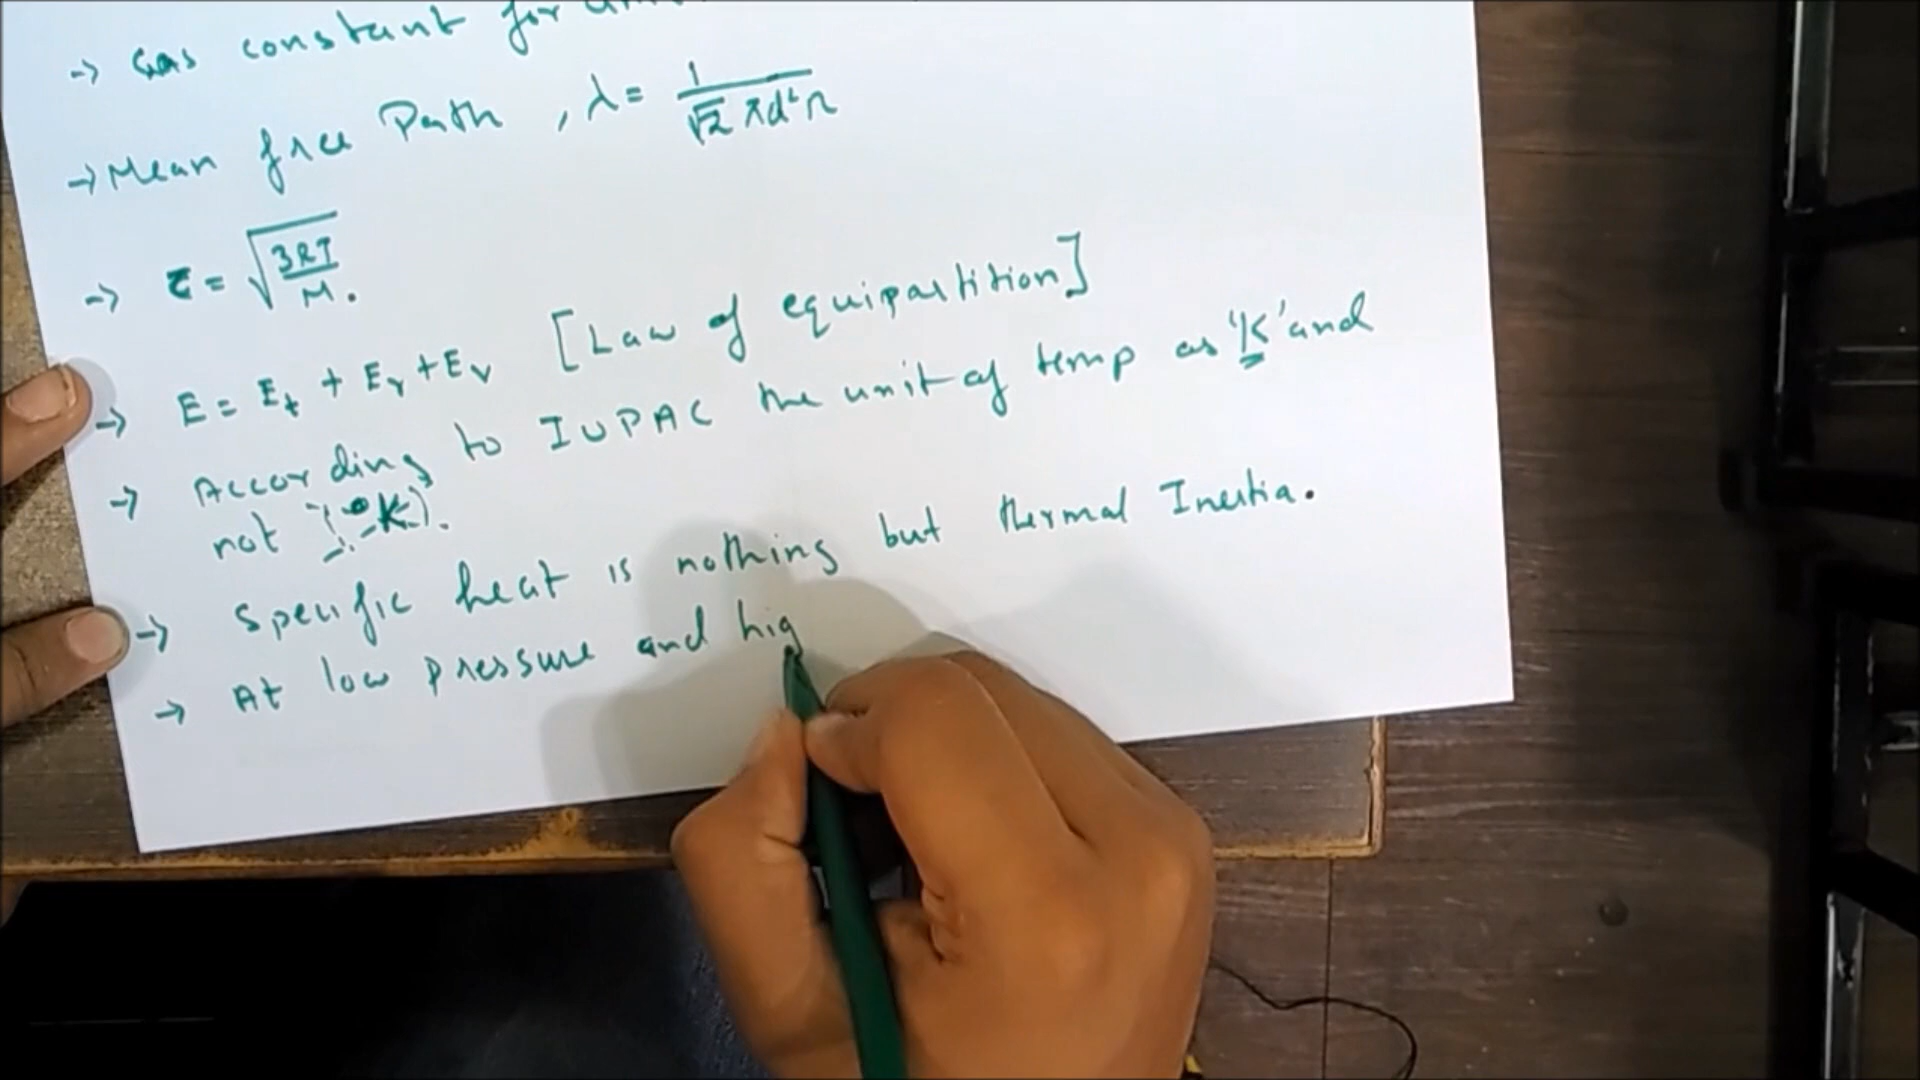 → Gas constant for
→ Mean free Path , λ = 1/√2 πd²n
→ c̄ = √3RT/M.
→ E = Et + Er + Ev [Law of equipartition]
→ According to IUPAC the unit of temp as 'K' and
not (°K).
→ Specific heat is nothing but thermal Inertia.
→ At low pressure and hig